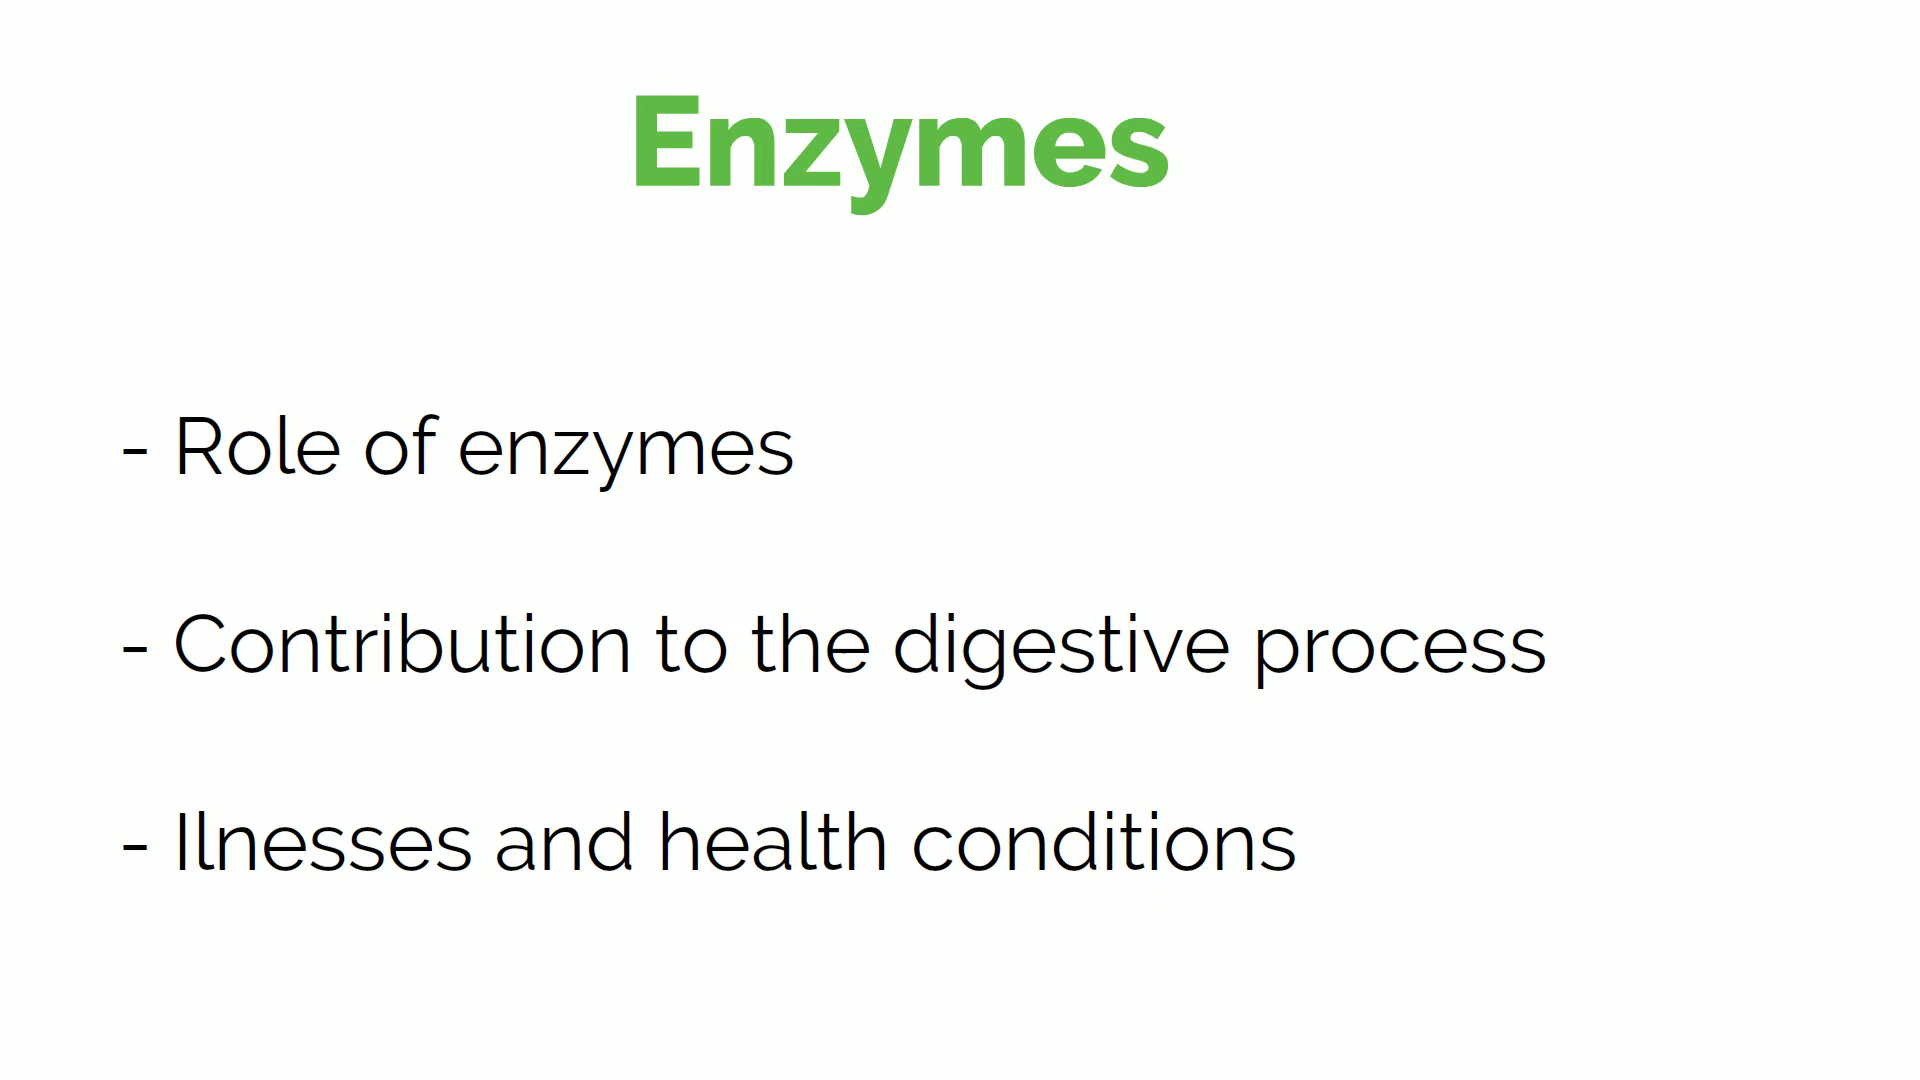 Enzymes
- Role of enzymes
- Contribution to the digestive process
- Ilnesses and health conditions